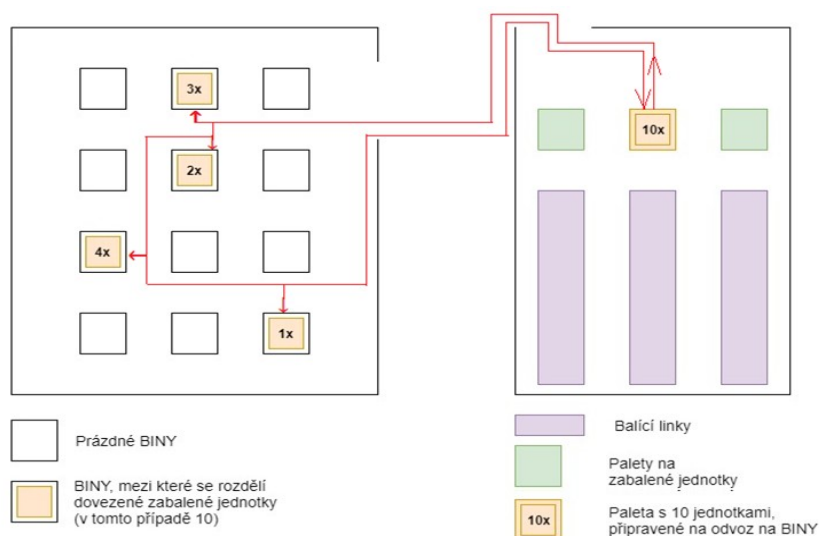 3x
10x
2x
4x
1x
Prázdné BINY
BINY, mezi které se rozdělí
dovezené zabalené jednotky
(v tomto případě 10)
Balící linky
Palety na
zabalené jednotky
10x
Paleta s 10 jednotkami,
připravené na odvoz na BINY